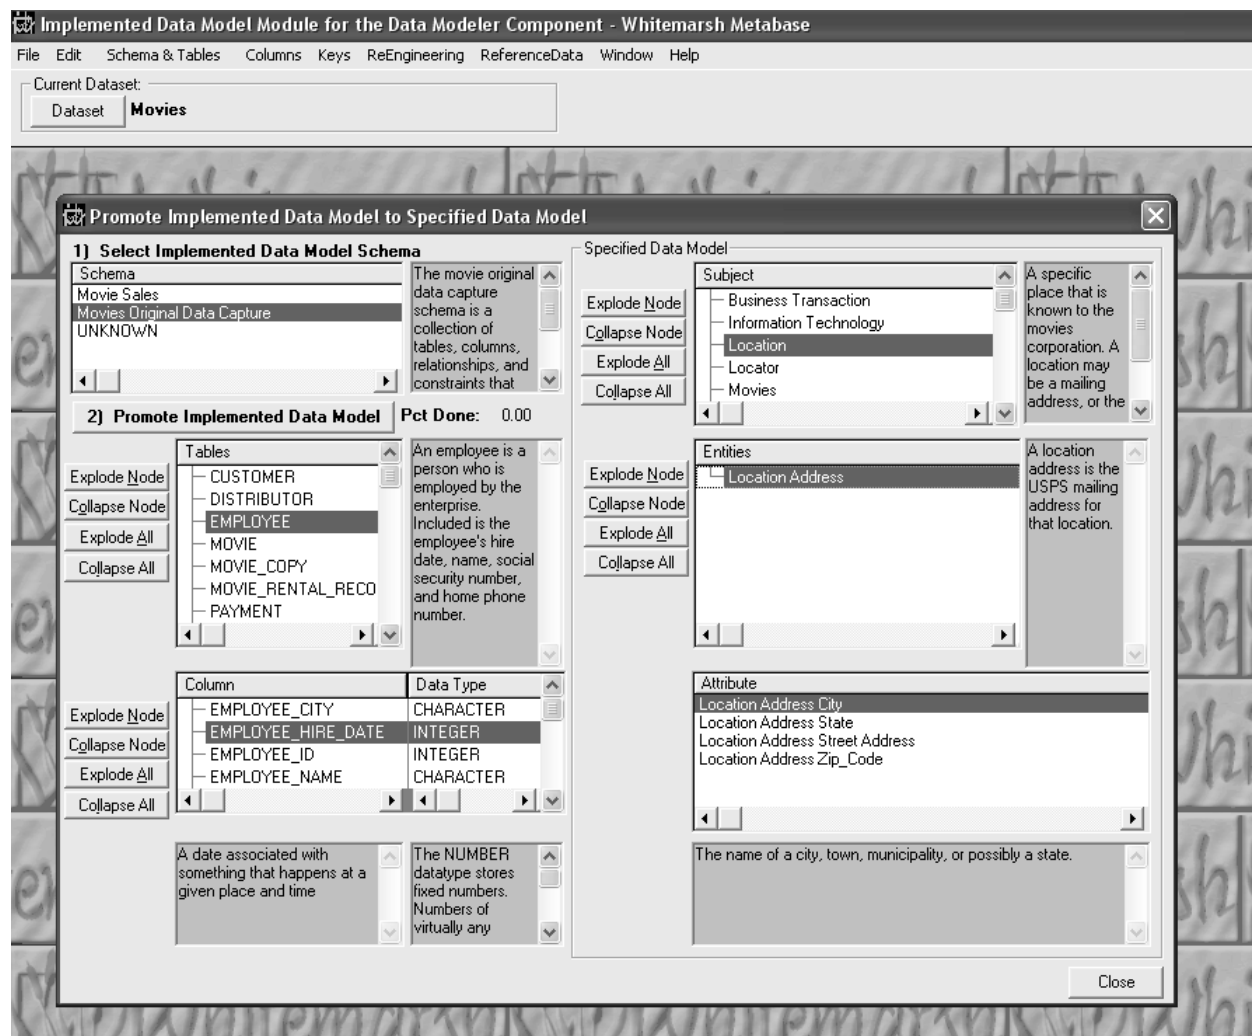 Implemented Data Model Module for the Data Modeler Component - Whitemarsh Metabase
File Edit Schema & Tables Columns Keys ReEngineering ReferenceData Window Help
Current Dataset:
Dataset Movies
Promote Implemented Data Model to Specified Data Model
1) Select Implemented Data Model Schema
Schema
Movie Sales
Movies Original Data Capture
UNKNOWN
The movie original
data capture
schema is a
collection of
tables, columns,
relationships, and
constraints that
2) Promote Implemented Data Model Pct Done: 0.00
Explode Node
Collapse Node
Explode All
Collapse All
Tables
CUSTOMER
DISTRIBUTOR
EMPLOYEE
MOVIE
MOVIE_COPY
MOVIE_RENTAL_RECO
PAYMENT
An employee is a
person who is
employed by the
enterprise.
Included is the
employee's hire
date, name, social
security number,
and home phone
number.
Explode Node
Collapse Node
Explode All
Collapse All
Column Data Type
EMPLOYEE_CITY CHARACTER
EMPLOYEE_HIRE_DATE INTEGER
EMPLOYEE_ID INTEGER
EMPLOYEE_NAME CHARACTER
A date associated with
something that happens at a
given place and time
The NUMBER
datatype stores
fixed numbers.
Numbers of
virtually any
Specified Data Model
Explode Node
Collapse Node
Explode All
Collapse All
Subject
Business Transaction
Information Technology
Location
Locator
Movies
A specific
place that is
known to the
movies
corporation. A
location may
be a mailing
address, or the
Explode Node
Collapse Node
Explode All
Collapse All
Entities
Location Address
A location
address is the
USPS mailing
address for
that location.
Attribute
Location Address City
Location Address State
Location Address Street Address
Location Address Zip_Code
The name of a city, town, municipality, or possibly a state.
Close